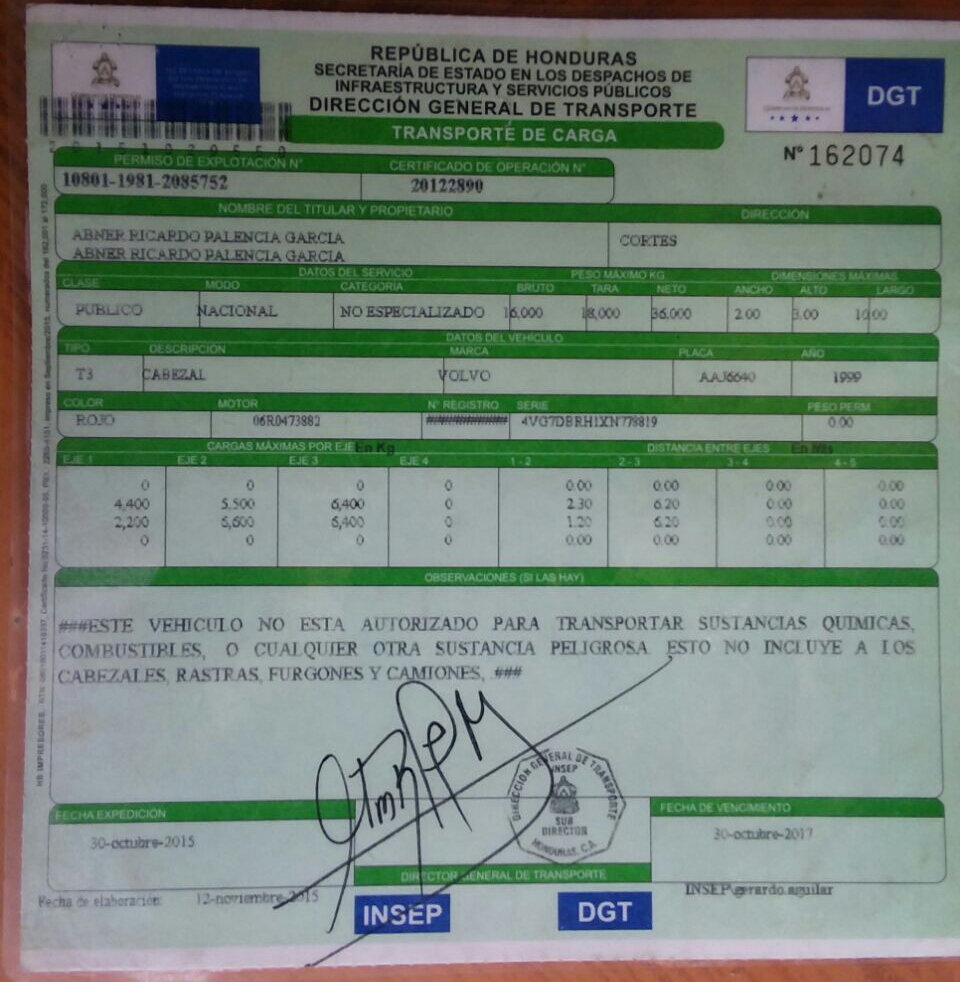 REPÚBLICA DE HONDURAS
SECRETARÍA DE ESTADO EN LOS DESPACHOS DE
INFRAESTRUCTURA Y SERVICIOS PÚBLICOS
DIRECCIÓN GENERAL DE TRANSPORTE
DGT
TRANSPORTE DE CARGA
N° 162074
PERMISO DE EXPLOTACIÓN N° CERTIFICADO DE OPERACIÓN N°
10801-1981-2085752 20122890
NOMBRE DEL TITULAR Y PROPIETARIO DIRECCIÓN
ABNER RICARDO PALENCIA GARCIA CORTES
ABNER RICARDO PALENCIA GARCIA
DATOS DEL SERVICIO PESO MÁXIMO KG DIMENSIONES MÁXIMAS
CLASE MODO CATEGORIA BRUTO TARA NETO ANCHO ALTO LARGO
PUBLICO NACIONAL NO ESPECIALIZADO 16,000 18,000 36,000 2.00 3.00 10.00
DATOS DEL VEHÍCULO
TIPO DESCRIPCIÓN MARCA PLACA AÑO
T3 CABEZAL VOLVO AAJ6640 1999
COLOR MOTOR N° REGISTRO SERIE PESO PERM
ROJO 06R0473882 ############ 4VG7DBRH1XN778819 0.00
CARGAS MÁXIMAS POR EJE En Kg DISTANCIA ENTRE EJES En Mts
EJE 1 EJE 2 EJE 3 EJE 4 1 - 2 2 - 3 3 - 4 4 - 5
0 0 0 0 0.00 0.00 0.00 0.00
4,400 5,500 6,400 0 2.30 6.20 0.00 0.00
2,200 6,600 6,400 0 1.20 6.20 0.00 0.00
0 0 0 0 0.00 0.00 0.00 0.00
OBSERVACIONES (SI LAS HAY)
###ESTE VEHICULO NO ESTA AUTORIZADO PARA TRANSPORTAR SUSTANCIAS QUIMICAS,
COMBUSTIBLES, O CUALQUIER OTRA SUSTANCIA PELIGROSA. ESTO NO INCLUYE A LOS
CABEZALES, RASTRAS, FURGONES Y CAMIONES, .###
DIRECCION GENERAL DE TRANSPORTE
INSEP
SUB
DIRECTOR
HONDURAS, C.A.
FECHA EXPEDICIÓN FECHA DE VENCIMIENTO
30-octubre-2015 30-octubre-2017
DIRECTOR GENERAL DE TRANSPORTE
Fecha de elaboración: 12-noviembre-2015 INSEP\gerardo.aguilar
INSEP DGT